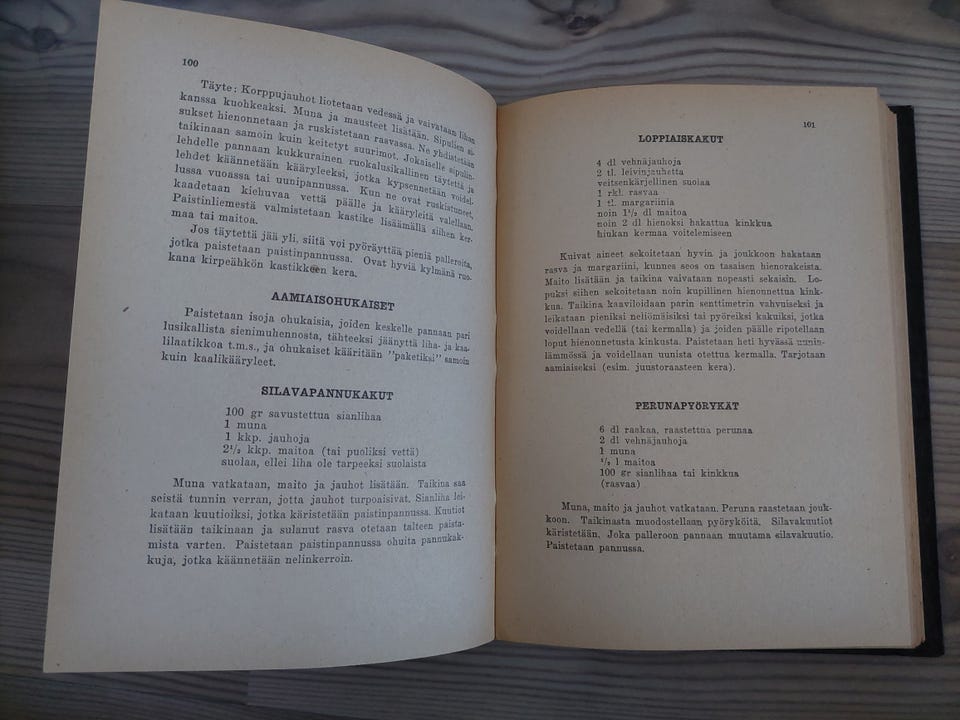 100
Täyte: Korppujauhot liotetaan vedessä ja vaivataan lihan
kanssa kuohkeaksi. Muna ja mausteet lisätään. Sipulien si-
sukset hienonnetaan ja ruskistetaan rasvassa. Ne yhdistetään
taikinaan samoin kuin keitetyt suurimot. Jokaiselle sipulin-
lehdelle pannaan kukkurainen ruokalusikallinen täytettä ja
lehdet käännetään kääryleeksi, jotka kypsennetään voidel-
lussa vuoassa tai uunipannussa. Kun ne ovat ruskistuneet,
kaadetaan kiehuvaa vettä päälle ja kääryleitä valellaan.
Paistinliemestä valmistetaan kastike lisäämällä siihen ker-
maa tai maitoa.
Jos täytettä jää yli, siitä voi pyöräyttää pieniä palleroita,
jotka paistetaan paistinpannussa. Ovat hyviä kylmänä ruo-
kana kirpeähkön kastikkeen kera.
AAMIAISOHUKAISET
Paistetaan isoja ohukaisia, joiden keskelle pannaan pari
lusikallista sienimuhennosta, tähteeksi jäänyttä liha- ja kaa-
lilaatikkoa t.m.s., ja ohukaiset kääritään "paketiksi" samoin
kuin kaalikääryleet.
SILAVAPANNUKAKUT
100 gr savustettua sianlihaa
1 muna
1 kkp. jauhoja
2¹/₂ kkp. maitoa (tai puoliksi vettä)
suolaa, ellei liha ole tarpeeksi suolaista
Muna vatkataan, maito ja jauhot lisätään. Taikina saa
seistä tunnin verran, jotta jauhot turpoaisivat. Sianliha lei-
kataan kuutioiksi, jotka käristetään paistinpannussa. Kuutiot
lisätään taikinaan ja sulanut rasva otetaan talteen paista-
mista varten. Paistetaan paistinpannussa ohuita pannukak-
kuja, jotka käännetään nelinkerroin.
101
LOPPIAISKAKUT
4 dl vehnäjauhoja
2 tl. leivinjauhetta
veitsenkärjellinen suolaa
1 rkl. rasvaa
1 tl. margariinia
noin 1¹/₂ dl maitoa
noin 2 dl hienoksi hakattua kinkkua
hiukan kermaa voitelemiseen
Kuivat aineet sekoitetaan hyvin ja joukkoon hakataan
rasva ja margariini, kunnes seos on tasaisen hienorakeista.
Maito lisätään ja taikina vaivataan nopeasti sekaisin. Lo-
puksi siihen sekoitetaan noin kupillinen hienonnettua kink-
kua. Taikina kaaviloidaan parin senttimetrin vahvuiseksi ja
leikataan pieniksi neliömäisiksi tai pyöreiksi kakuiksi, jotka
voidellaan vedellä (tai kermalla) ja joiden päälle ripotellaan
loput hienonnetusta kinkusta. Paistetaan heti hyvässä uunin-
lämmössä ja voidellaan uunista otettua kermalla. Tarjotaan
aamiaiseksi (esim. juustoraasteen kera).
PERUNAPYÖRYKÄT
6 dl raakaa, raastettua perunaa
2 dl vehnäjauhoja
1 muna
¹/₂ l maitoa
100 gr sianlihaa tai kinkkua
(rasvaa)
Muna, maito ja jauhot vatkataan. Peruna raastetaan jouk-
koon. Taikinasta muodostellaan pyöryköitä. Silavakuutiot
käristetään. Joka palleroon pannaan muutama silavakuutio.
Paistetaan pannussa.